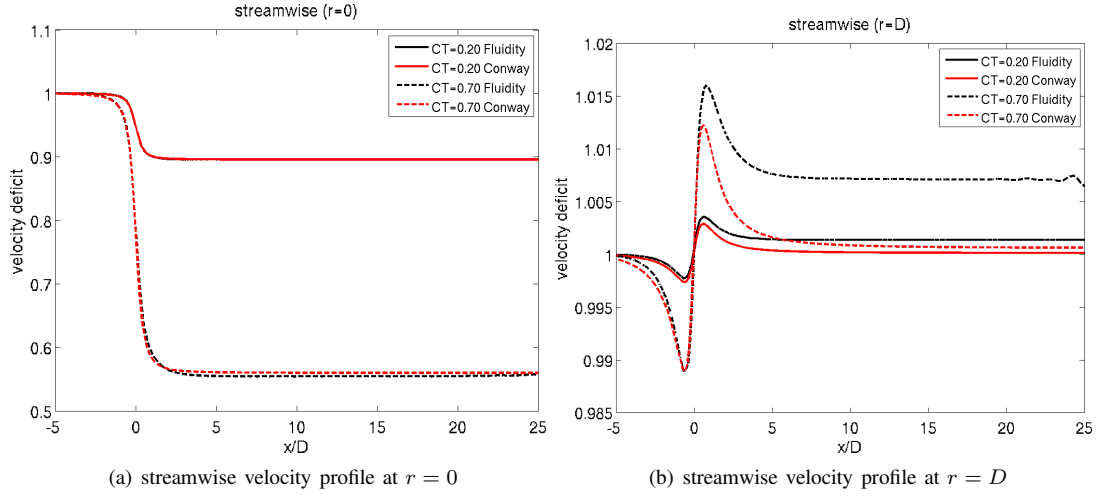 streamwise (r=0)
1.1
1
0.9
0.8
0.7
0.6
0.5
velocity deficit
-5
0
5
10
15
20
25
x/D
CT=0.20 Fluidity
CT=0.20 Conway
CT=0.70 Fluidity
CT=0.70 Conway
(a) streamwise velocity profile at r = 0
streamwise (r=D)
1.02
1.015
1.01
1.005
1
0.995
0.99
0.985
velocity deficit
-5
0
5
10
15
20
25
x/D
CT=0.20 Fluidity
CT=0.20 Conway
CT=0.70 Fluidity
CT=0.70 Conway
(b) streamwise velocity profile at r = D